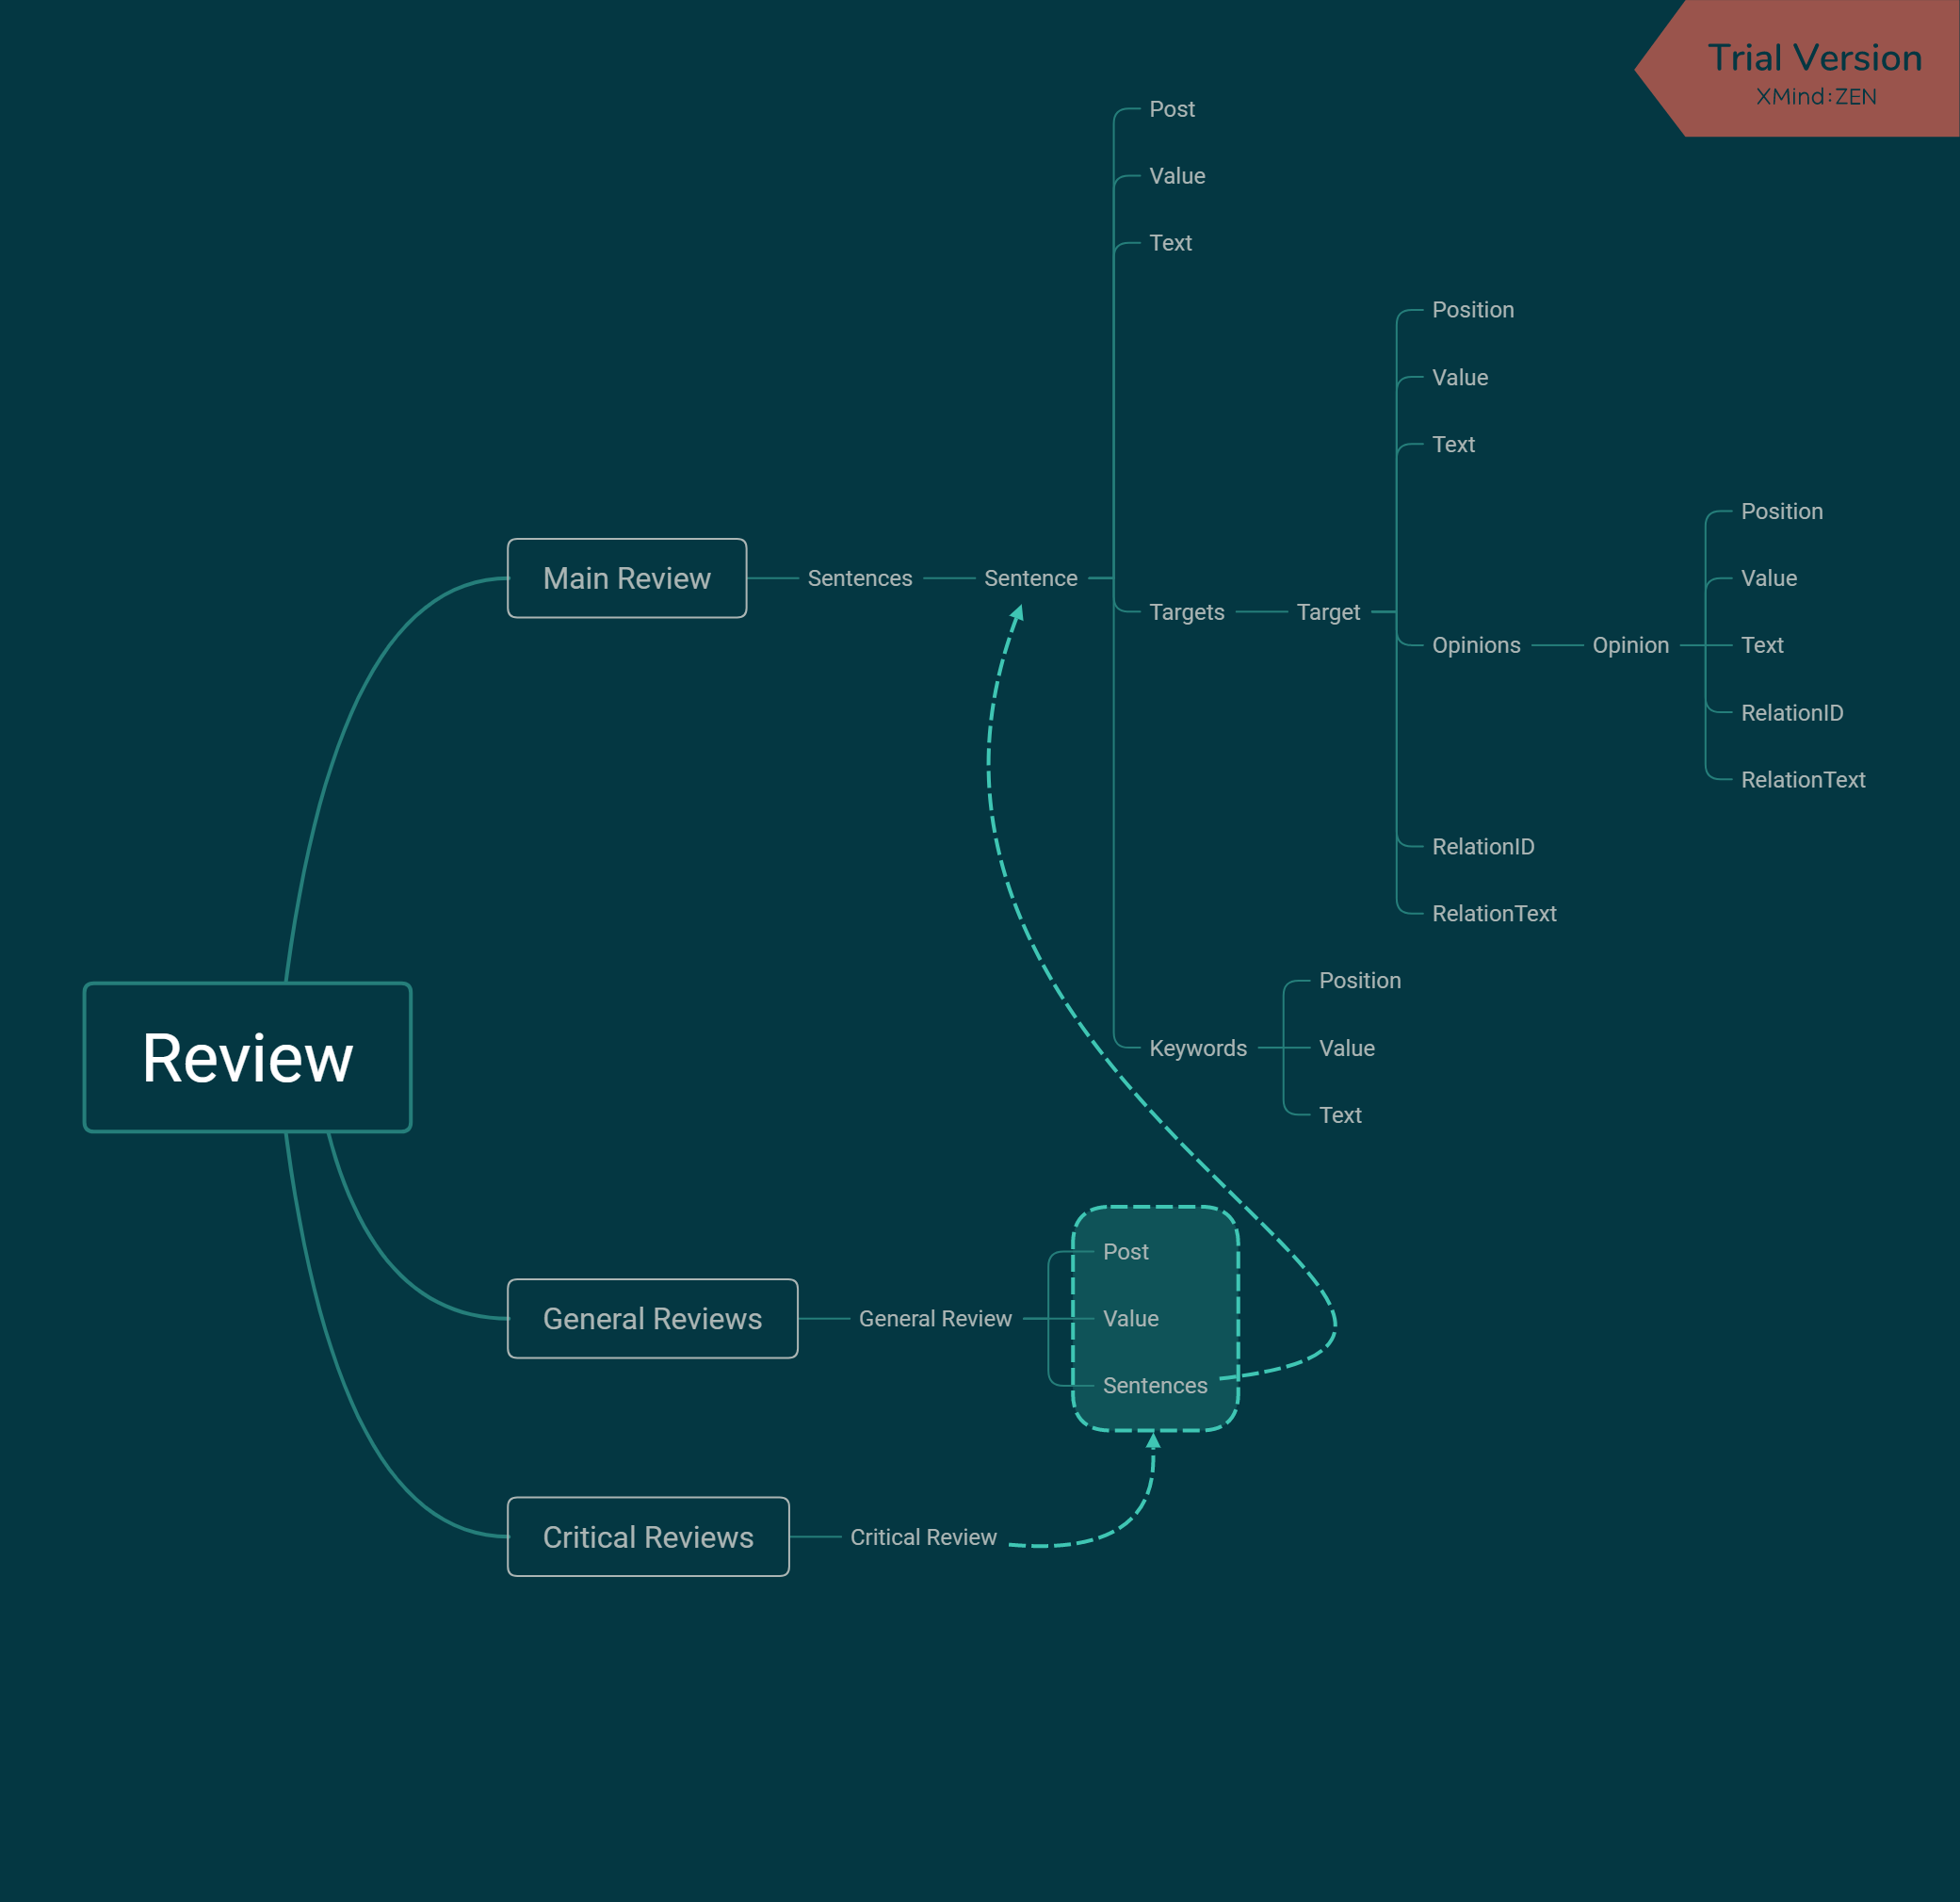 Trial Version
XMind:ZEN
Post
Value
Text
Position
Value
Text
Position
Main Review
Sentences
Sentence
Value
Targets
Target
Opinions
Opinion
Text
RelationID
RelationText
RelationID
RelationText
Position
Review
Keywords
Value
Text
Post
General Reviews
General Review
Value
Sentences
Critical Reviews
Critical Review